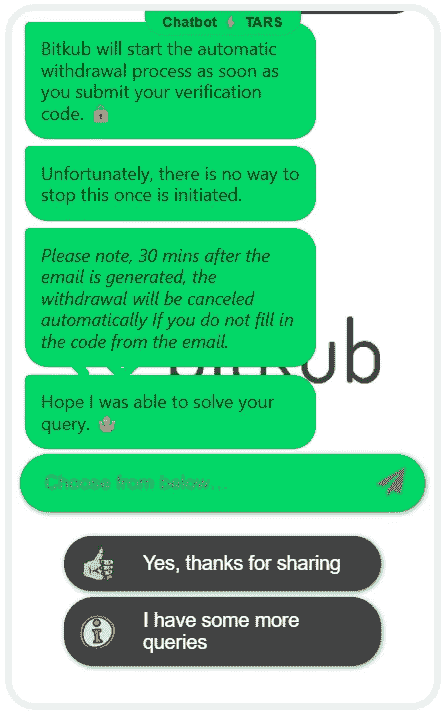 Chatbot TARS
Bitkub will start the automatic
withdrawal process as soon as
you submit your verification
code.
Unfortunately, there is no way to
stop this once is initiated.
Please note, 30 mins after the
email is generated, the
withdrawal will be canceled
automatically If you do not fill in
the code from the email.
bitkub
Hope I was able to solve your
query.
Choose from below...
Yes, thanks for sharing
I have some more
queries